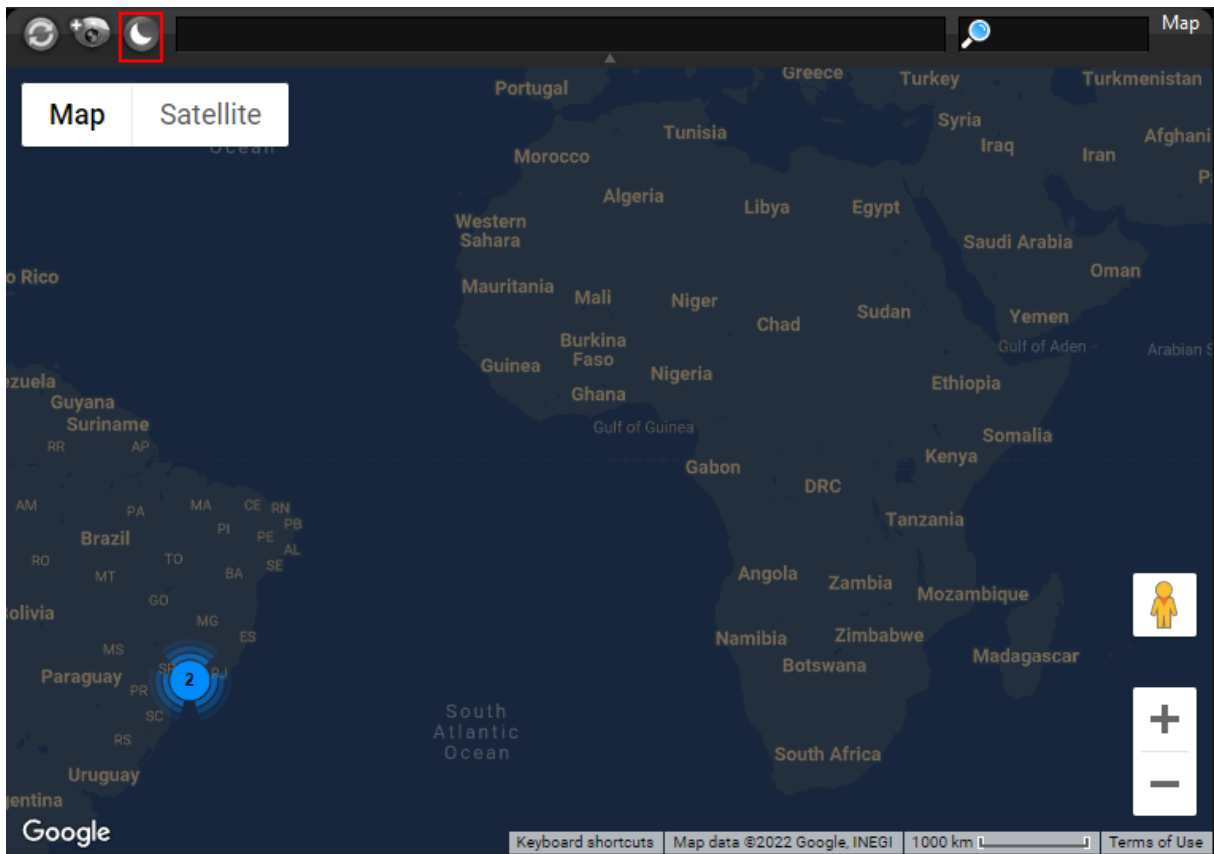 Map
Map
Satellite
Ocean
Portugal
Greece
Turkey
Turkmenistan
Tunisia
Syria
Afghani
Morocco
Iraq
Iran
P
Algeria
Libya
Egypt
Western
Sahara
Saudi Arabia
o Rico
Oman
Mauritania
Mali
Niger
Chad
Sudan
Yemen
Burkina
Faso
Gulf of Aden
Arabian S
Guinea
Nigeria
Ethiopia
ezuela
Guyana
Ghana
Suriname
Gulf of Guinea
Somalia
RR
AP
Kenya
Gabon
DRC
AM
PA
MA
CE
RN
PB
Tanzania
Brazil
PI
PE
AL
RO
TO
SE
MT
BA
Angola
Zambia
Mozambique
GO
olivia
MG
ES
Namibia
Zimbabwe
MS
Madagascar
Botswana
Paraguay
SP
2
RJ
PR
SC
South
Atlantic
Ocean
RS
South Africa
Uruguay
gentina
Google
Keyboard shortcuts
Map data ©2022 Google, INEGI
1000 km
Terms of Use